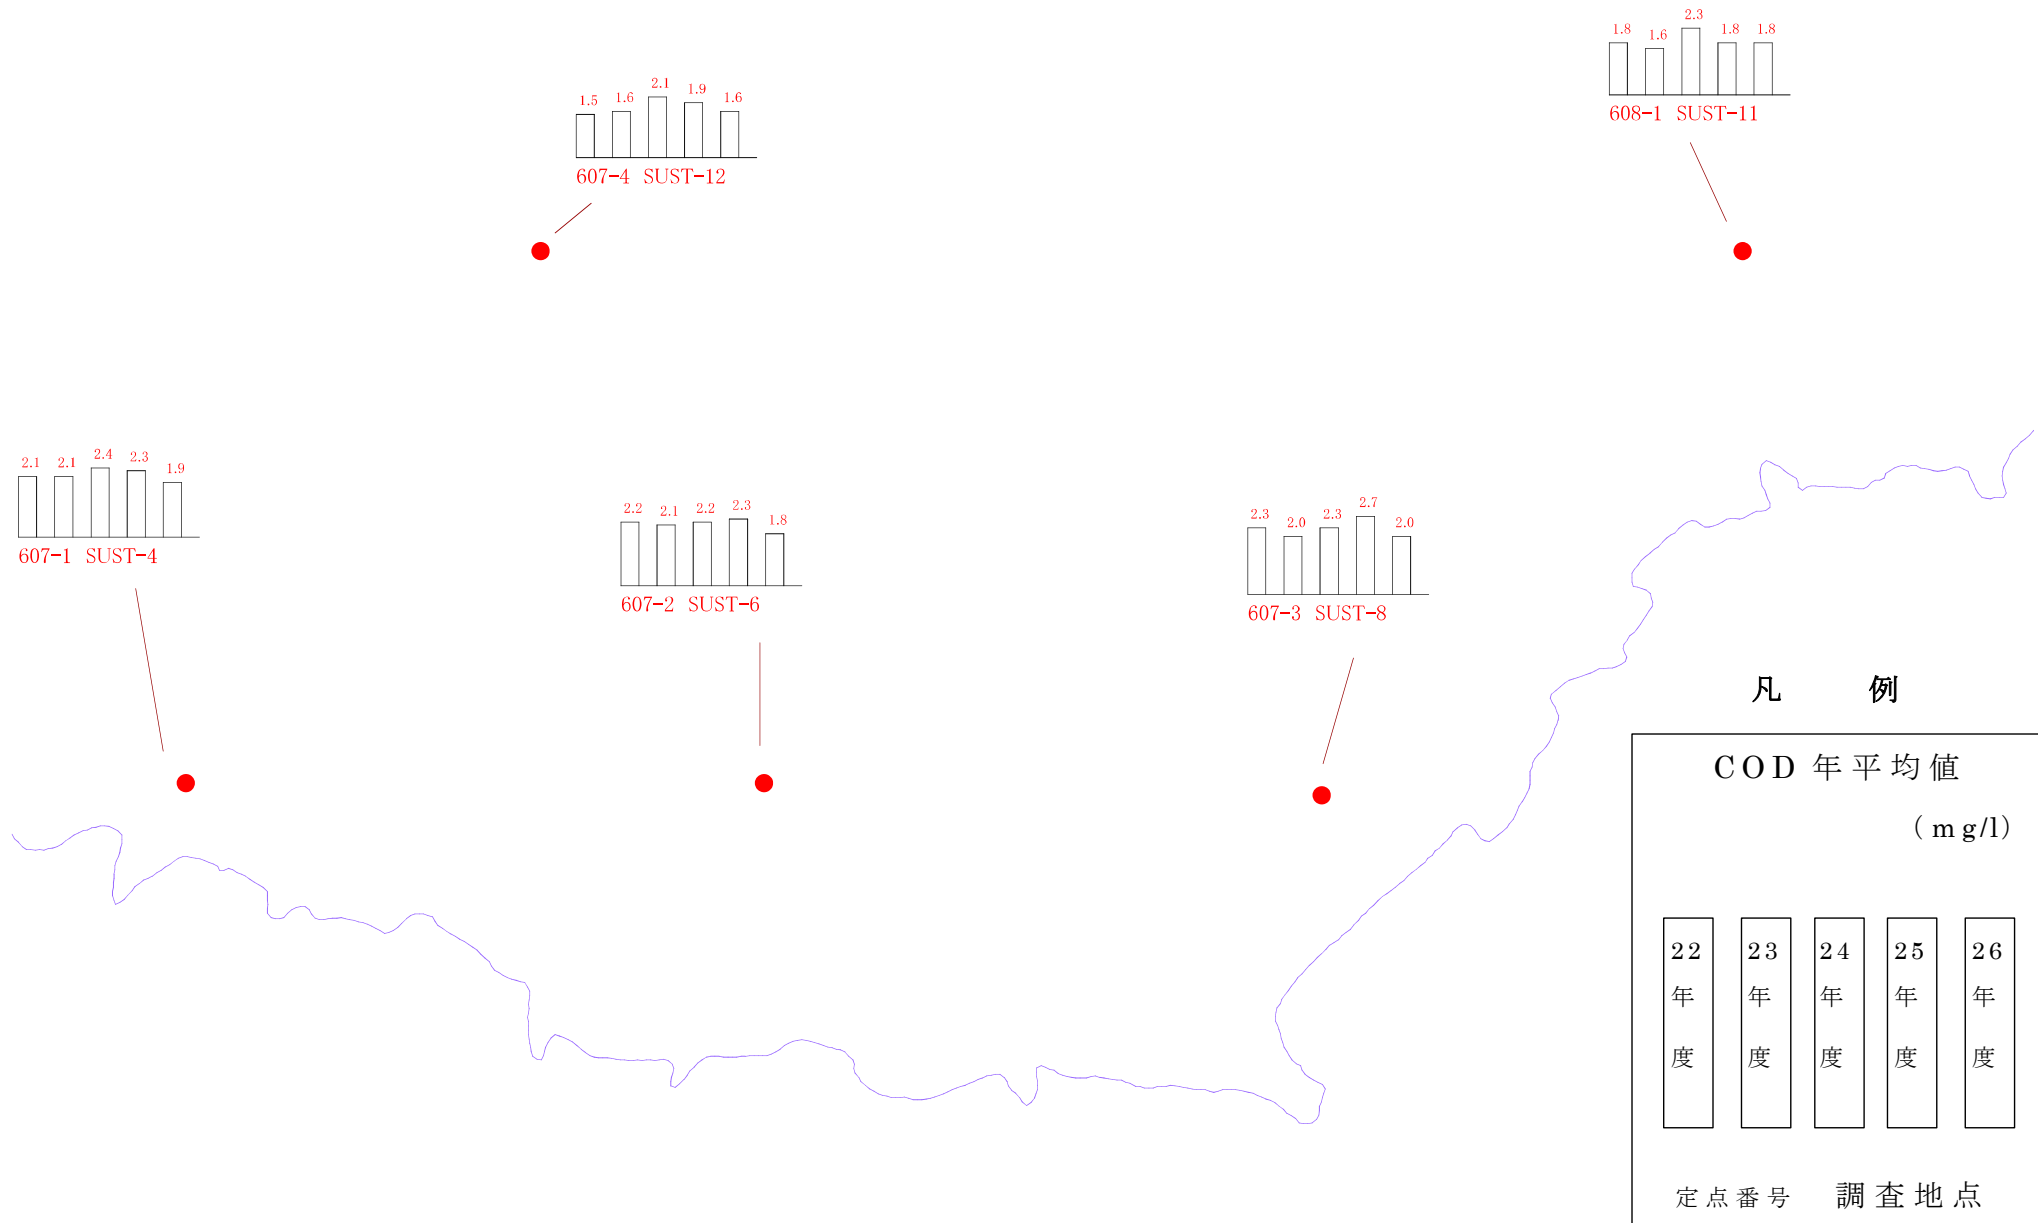 1.8 1.6 2.3 1.8 1.8
608-1 SUST-11
1.5 1.6 2.1 1.9 1.6
607-4 SUST-12
2.1 2.1 2.4 2.3 1.9
607-1 SUST-4
2.2 2.1 2.2 2.3 1.8
607-2 SUST-6
2.3 2.0 2.3 2.7 2.0
607-3 SUST-8
凡 例
COD 年平均値
(mg/l)
22年度 23年度 24年度 25年度 26年度
定点番号 調査地点